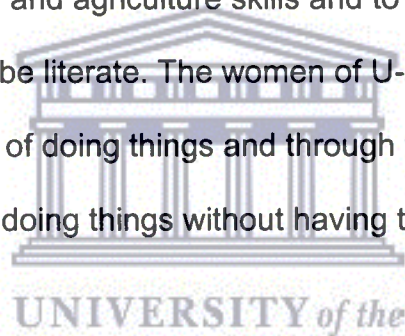 and agriculture skills and to
be literate. The women of U-
of doing things and through
doing things without having t
UNIVERSITY of the